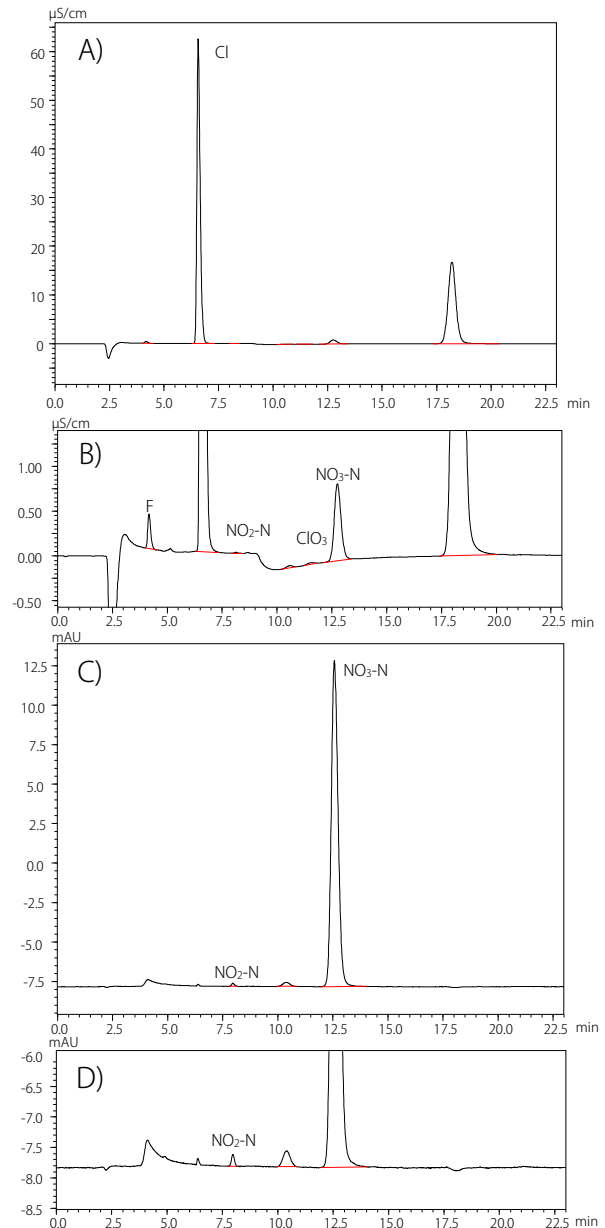 µS/cm
A)
Cl
60
50
40
30
20
10
0
0.0 2.5 5.0 7.5 10.0 12.5 15.0 17.5 20.0 22.5 min
µS/cm
B)
1.00
0.50
0.00
-0.50
F
NO₂-N
ClO₃
NO₃-N
0.0 2.5 5.0 7.5 10.0 12.5 15.0 17.5 20.0 22.5 min
mAU
C)
NO₃-N
12.5
10.0
7.5
5.0
2.5
0.0
-2.5
-5.0
-7.5
NO₂-N
0.0 2.5 5.0 7.5 10.0 12.5 15.0 17.5 20.0 22.5 min
mAU
D)
-6.0
-6.5
-7.0
-7.5
-8.0
-8.5
NO₂-N
0.0 2.5 5.0 7.5 10.0 12.5 15.0 17.5 20.0 22.5 min